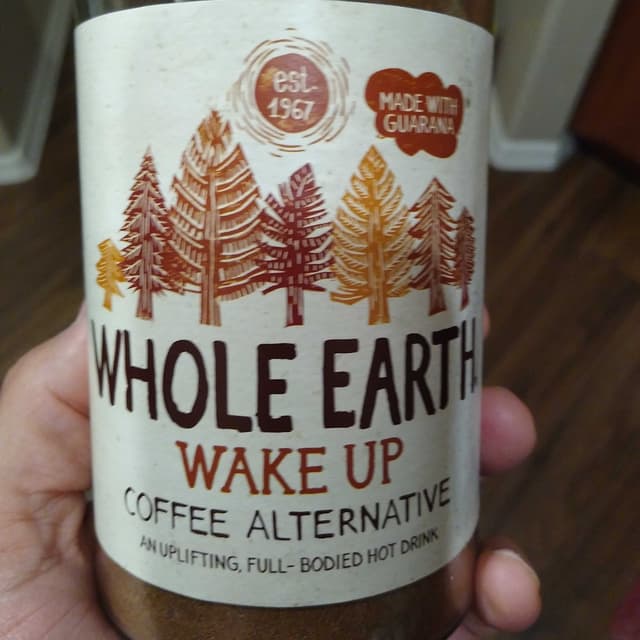 est.
1967
MADE WITH
GUARANA
WHOLE EARTH
WAKE UP
COFFEE ALTERNATIVE
AN UPLIFTING, FULL- BODIED HOT DRINK